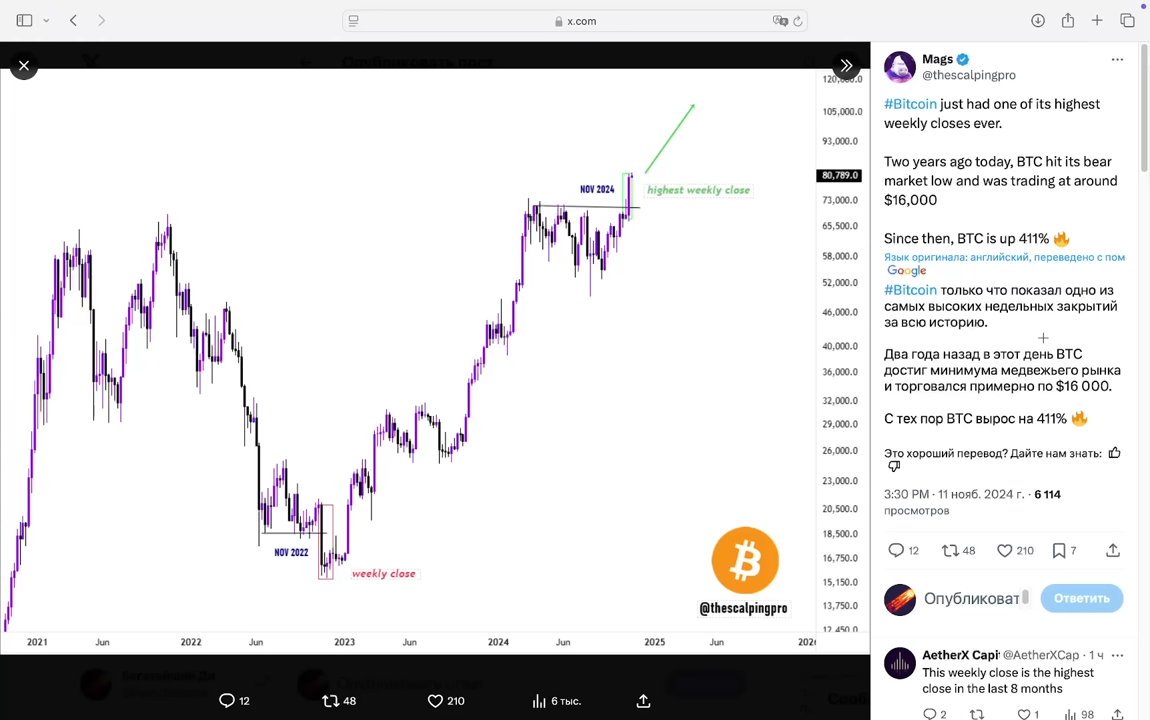 x.com
120,000.0
105,000.0
93,000.0
80,789.0
73,000.0
65,500.0
58,000.0
52,000.0
46,000.0
40,000.0
36,000.0
32,000.0
29,000.0
26,000.0
23,000.0
20,500.0
18,500.0
16,750.0
15,150.0
13,750.0
12,450.0
NOV 2024
highest weekly close
NOV 2022
weekly close
@thescalpingpro
2021 Jun 2022 Jun 2023 Jun 2024 Jun 2025 Jun 2026
12 48 210 6 тыс.
Mags
@thescalpingpro
#Bitcoin just had one of its highest
weekly closes ever.
Two years ago today, BTC hit its bear
market low and was trading at around
$16,000
Since then, BTC is up 411% 🔥
Язык оригинала: английский, переведено с пом
Google
#Bitcoin только что показал одно из
самых высоких недельных закрытий
за всю историю.
Два года назад в этот день BTC
достиг минимума медвежьего рынка
и торговался примерно по $16 000.
С тех пор BTC вырос на 411% 🔥
Это хороший перевод? Дайте нам знать:
3:30 PM · 11 нояб. 2024 г. · 6 114
просмотров
12 48 210 7
Опубликоват Ответить
AetherX Capi @AetherXCap · 1 ч
This weekly close is the highest
close in the last 8 months
2 1 98